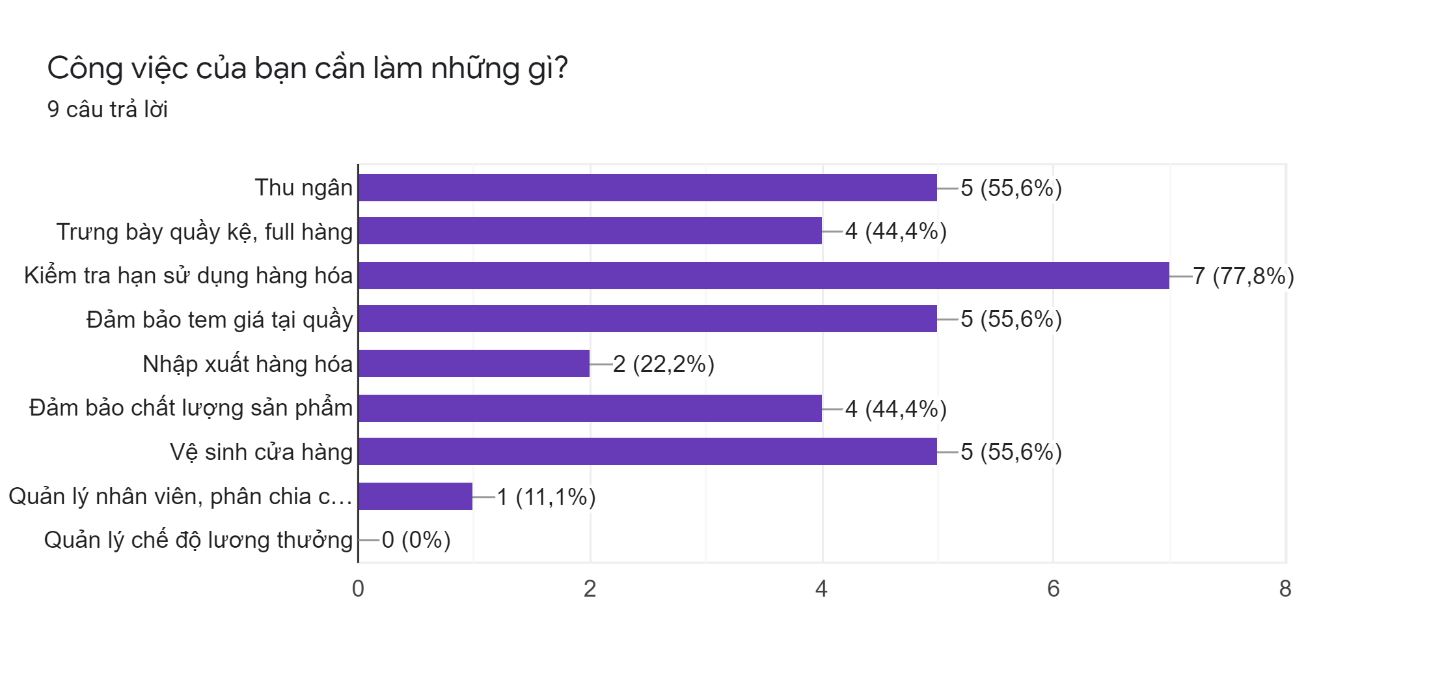 Công việc của bạn cần làm những gì?
9 câu trả lời
Thu ngân
5 (55,6%)
Trưng bày quầy kệ, full hàng
4 (44,4%)
Kiểm tra hạn sử dụng hàng hóa
7 (77,8%)
Đảm bảo tem giá tại quầy
5 (55,6%)
Nhập xuất hàng hóa
2 (22,2%)
Đảm bảo chất lượng sản phẩm
4 (44,4%)
Vệ sinh cửa hàng
5 (55,6%)
Quản lý nhân viên, phân chia c…
1 (11,1%)
Quản lý chế độ lương thưởng
0 (0%)
0 2 4 6 8